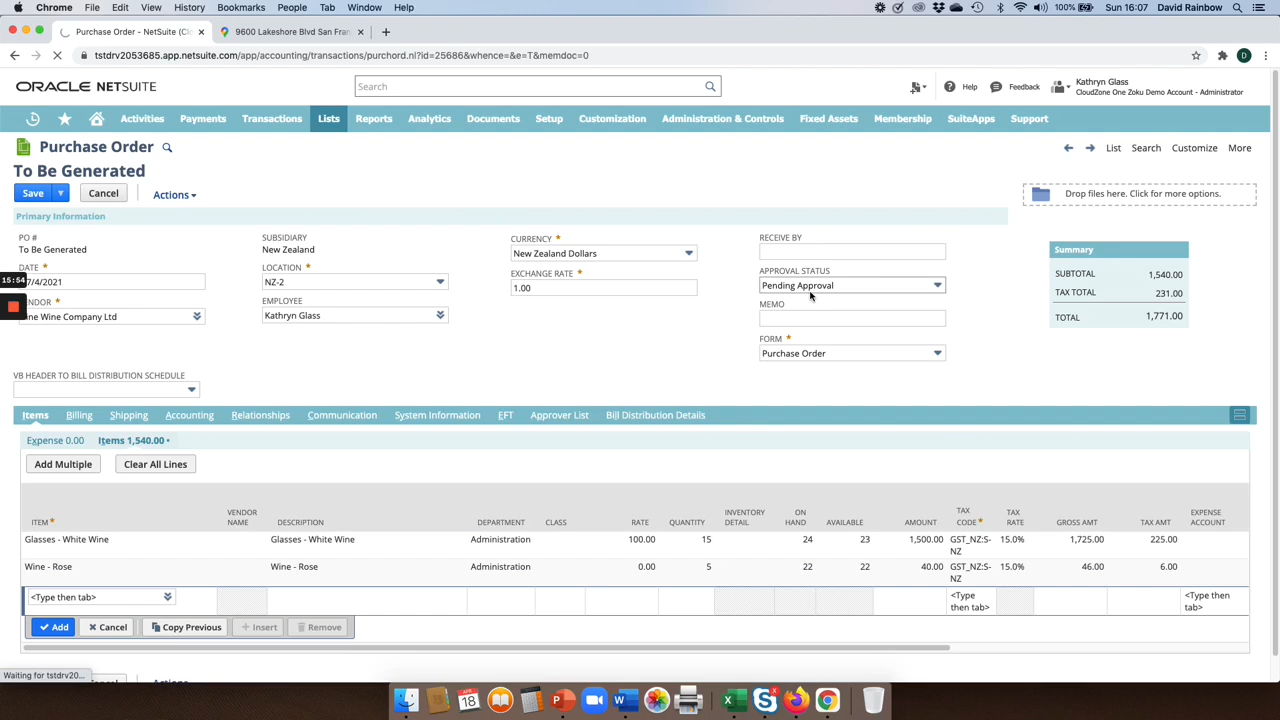 Chrome File Edit View History Bookmarks People Tab Window Help 100% Sun 16:07 David Rainbow
Purchase Order - NetSuite (Clo 9600 Lakeshore Blvd San Fran
tstdrv2053685.app.netsuite.com/app/accounting/transactions/purchord.nl?id=25686&whence=&e=T&memdoc=0 D
ORACLE NETSUITE Search Help Feedback Kathryn Glass
CloudZone One Zoku Demo Account - Administrator
Activities Payments Transactions Lists Reports Analytics Documents Setup Customization Administration & Controls Fixed Assets Membership SuiteApps Support
Purchase Order List Search Customize More
To Be Generated
Save Cancel Actions Drop files here. Click for more options.
Primary Information
PO # SUBSIDIARY CURRENCY * RECEIVE BY
To Be Generated New Zealand New Zealand Dollars Summary
DATE * LOCATION * EXCHANGE RATE * APPROVAL STATUS SUBTOTAL 1,540.00
15:54 7/4/2021 NZ-2 1.00 Pending Approval TAX TOTAL 231.00
ENDOR * EMPLOYEE MEMO TOTAL 1,771.00
ine Wine Company Ltd Kathryn Glass
FORM *
Purchase Order
VB HEADER TO BILL DISTRIBUTION SCHEDULE
Items Billing Shipping Accounting Relationships Communication System Information EFT Approver List Bill Distribution Details
Expense 0.00 Items 1,540.00 •
Add Multiple Clear All Lines
ITEM * VENDOR NAME DESCRIPTION DEPARTMENT CLASS RATE QUANTITY INVENTORY DETAIL ON HAND AVAILABLE AMOUNT TAX CODE * TAX RATE GROSS AMT TAX AMT EXPENSE ACCOUNT
Glasses - White Wine Glasses - White Wine Administration 100.00 15 24 23 1,500.00 GST_NZ:S-NZ 15.0% 1,725.00 225.00
Wine - Rose Wine - Rose Administration 0.00 5 22 22 40.00 GST_NZ:S-NZ 15.0% 46.00 6.00
<Type then tab> <Type then tab> <Type then tab>
Add Cancel Copy Previous + Insert Remove
Waiting for tstdrv20...
APR
18